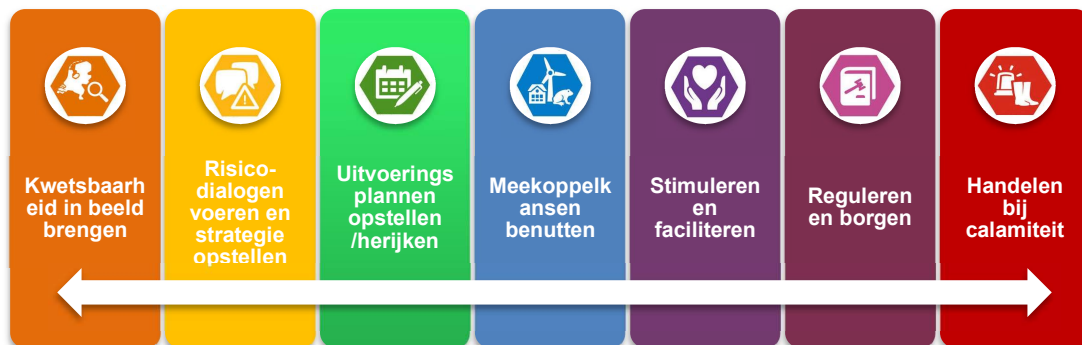 Kwetsbaarh
eid in beeld
brengen
Risico-
dialogen
voeren en
strategie
opstellen
Uitvoerings
plannen
opstellen
/herijken
Meekoppelk
ansen
benutten
Stimuleren
en
faciliteren
Reguleren
en borgen
Handelen
bij
calamiteit